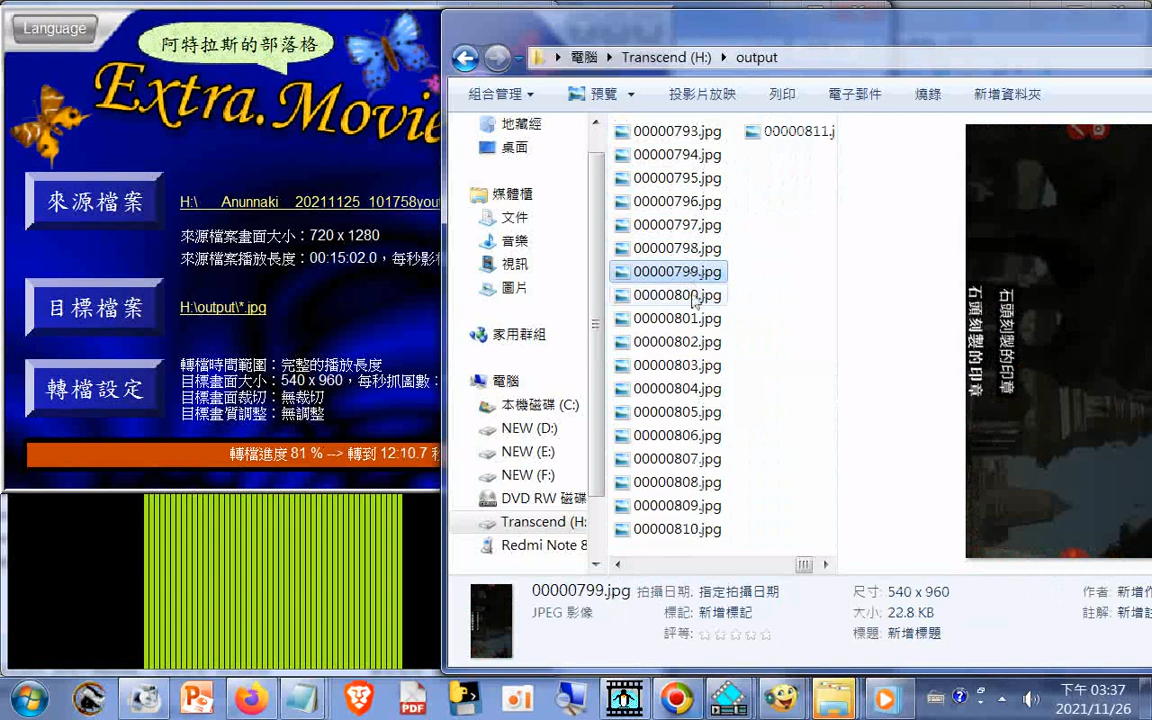 Language
阿特拉斯的部落格
Extra.Movie
來源檔案
H:\ Anunnaki 20211125_101758yout
來源檔案畫面大小：720 x 1280
來源檔案播放長度：00:15:02.0，每秒影
目標檔案
H:\output\*.jpg
轉檔設定
轉檔時間範圍：完整的播放長度
目標畫面大小：540 x 960，每秒抓圖數：
目標畫面裁切：無裁切
目標畫質調整：無調整
轉檔進度 81 % --> 轉到 12:10.7 秒
電腦
Transcend (H:)
output
組合管理
預覽
投影片放映
列印
電子郵件
燒錄
新增資料夾
地藏經
桌面
媒體櫃
文件
音樂
視訊
圖片
家用群組
電腦
本機磁碟 (C:)
NEW (D:)
NEW (E:)
NEW (F:)
DVD RW 磁碟
Transcend (H:
Redmi Note 8
00000793.jpg
00000794.jpg
00000795.jpg
00000796.jpg
00000797.jpg
00000798.jpg
00000799.jpg
00000800.jpg
00000801.jpg
00000802.jpg
00000803.jpg
00000804.jpg
00000805.jpg
00000806.jpg
00000807.jpg
00000808.jpg
00000809.jpg
00000810.jpg
00000811.j
石頭刻製的印章
石頭刻製的印章
00000799.jpg
JPEG 影像
拍攝日期: 指定拍攝日期
標記: 新增標記
評等:
尺寸: 540 x 960
大小: 22.8 KB
標題: 新增標題
作者: 新增作
註解: 新增註
PDF
下午 03:37
2021/11/26